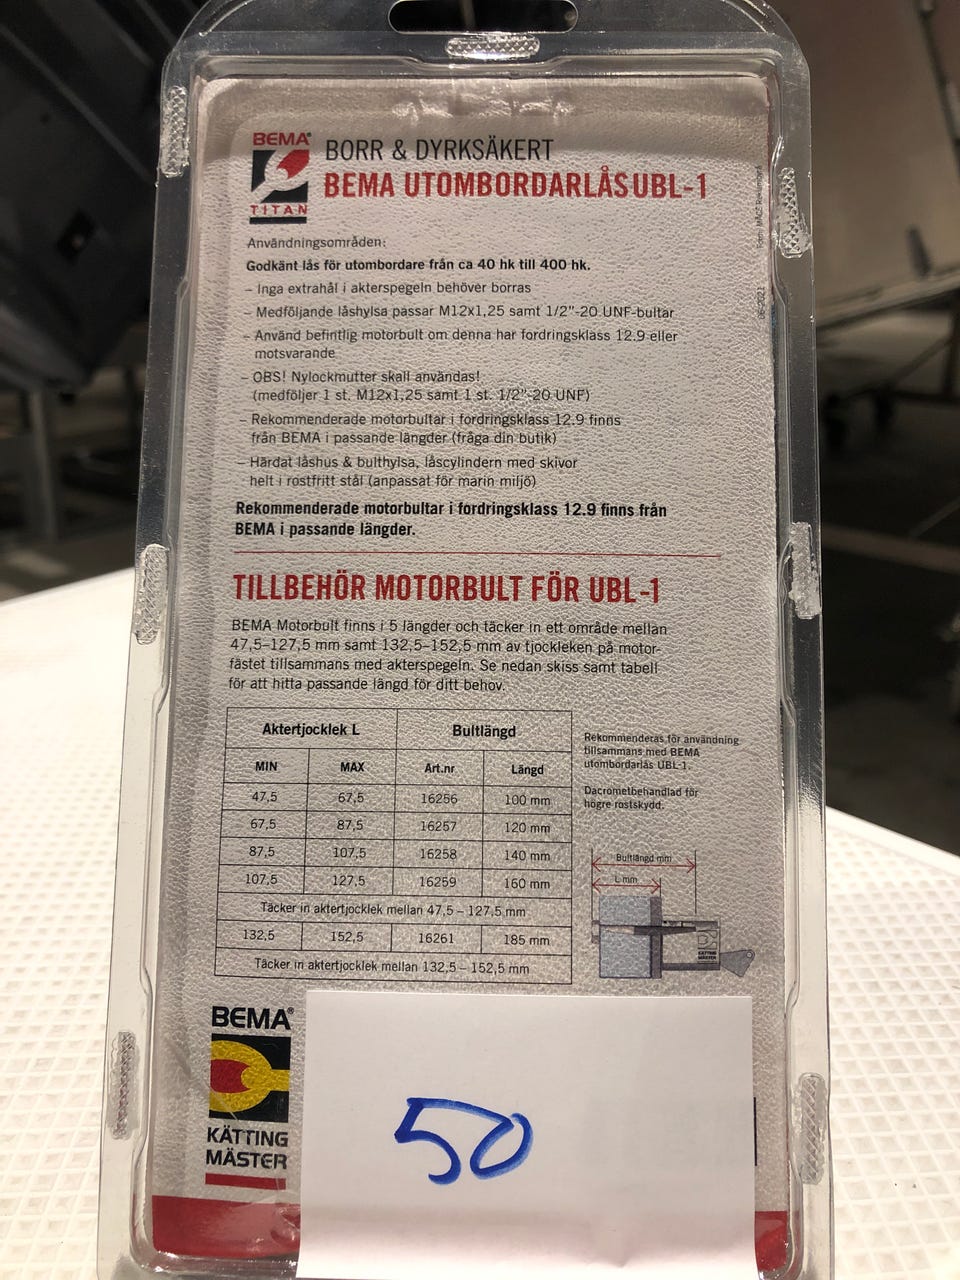 BEMA®
TITAN
BORR & DYRKSÄKERT
BEMA UTOMBORDARLÅS UBL-1
Användningsområden:
Godkänt lås för utombordare från ca 40 hk till 400 hk.
– Inga extrahål i akterspegeln behöver borras
– Medföljande låshylsa passar M12x1,25 samt 1/2”-20 UNF-bultar
– Använd befintlig motorbult om denna har fordringsklass 12.9 eller
motsvarande
– OBS! Nylockmutter skall användas!
(medföljer 1 st. M12x1,25 samt 1 st. 1/2”-20 UNF)
– Rekommenderade motorbultar i fordringsklass 12.9 finns
från BEMA i passande längder (fråga din butik)
– Härdat låshus & bulthylsa, låscylindern med skivor
helt i rostfritt stål (anpassat för marin miljö)
Rekommenderade motorbultar i fordringsklass 12.9 finns från
BEMA i passande längder.
06-2021
TILLBEHÖR MOTORBULT FÖR UBL-1
BEMA Motorbult finns i 5 längder och täcker in ett område mellan
47,5–127,5 mm samt 132,5–152,5 mm av tjockleken på motor-
fästet tillsammans med akterspegeln. Se nedan skiss samt tabell
för att hitta passande längd för ditt behov.
Aktertjocklek L Bultlängd
MIN MAX Art.nr Längd
47,5 67,5 16256 100 mm
67,5 87,5 16257 120 mm
87,5 107,5 16258 140 mm
107,5 127,5 16259 160 mm
Täcker in aktertjocklek mellan 47,5 – 127,5 mm
132,5 152,5 16261 185 mm
Täcker in aktertjocklek mellan 132,5 – 152,5 mm
Rekommenderas för användning
tillsammans med BEMA
utombordarlås UBL-1.
Dacrometbehandlad för
högre rostskydd.
Bultlängd mm
L mm
KÄTTING
MÄSTER
BEMA®
KÄTTING
MÄSTER
50